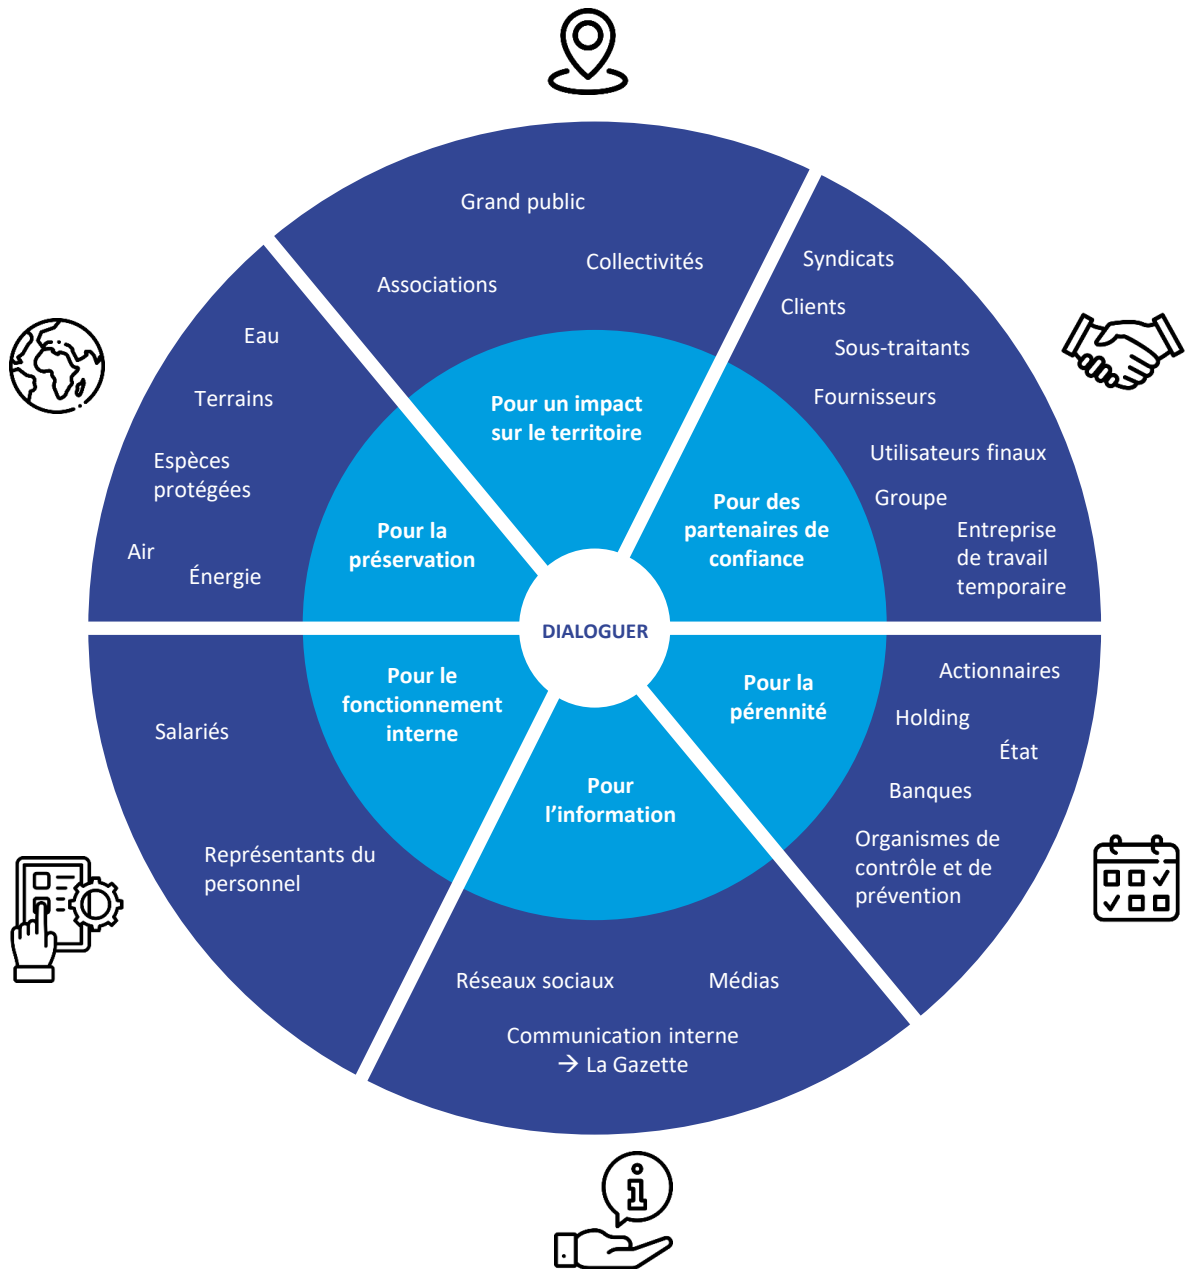 Grand public
Collectivités
Associations
Pour un impact
sur le territoire
Syndicats
Clients
Sous-traitants
Fournisseurs
Utilisateurs finaux
Groupe
Entreprise
de travail
temporaire
Pour des
partenaires de
confiance
Eau
Terrains
Espèces
protégées
Air
Énergie
Pour la
préservation
DIALOGUER
Pour le
fonctionnement
interne
Salariés
Représentants du
personnel
Pour la
pérennité
Actionnaires
Holding
État
Banques
Organismes de
contrôle et de
prévention
Pour
l’information
Réseaux sociaux
Médias
Communication interne
→ La Gazette
i